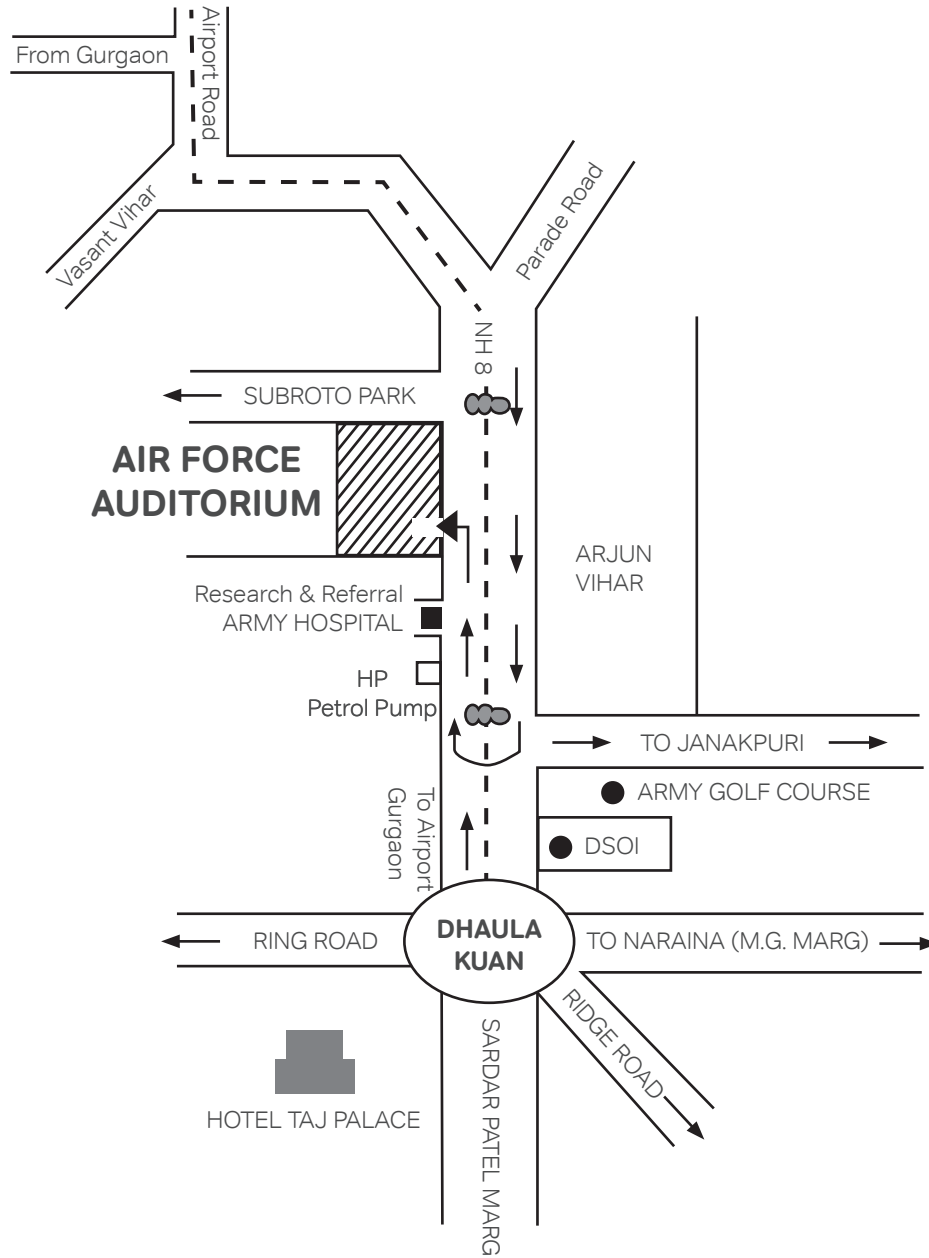 Airport Road
From Gurgaon
Vasant Vihar
Parade Road
NH 8
SUBROTO PARK
AIR FORCE
AUDITORIUM
ARJUN
VIHAR
Research & Referral
ARMY HOSPITAL
HP
Petrol Pump
TO JANAKPURI
ARMY GOLF COURSE
To Airport
Gurgaon
DSOI
RING ROAD
DHAULA
KUAN
TO NARAINA (M.G. MARG)
RIDGE ROAD
SARDAR PATEL MARG
HOTEL TAJ PALACE